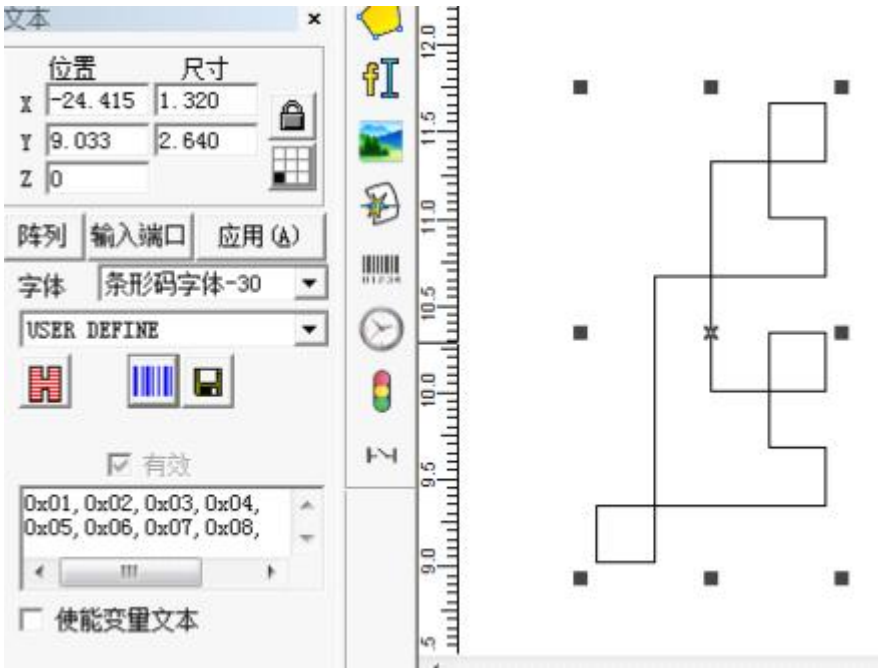 文本 ×
位置 尺寸
X -24.415 1.320
Y 9.033 2.640
Z 0
阵列 输入端口 应用(A)
字体 条形码字体-30
USER DEFINE
有效
0x01,0x02,0x03,0x04,
0x05,0x06,0x07,0x08,
使能变量文本
f
01234
12.0
11.5
11.0
10.5
10.0
9.5
9.0
.5